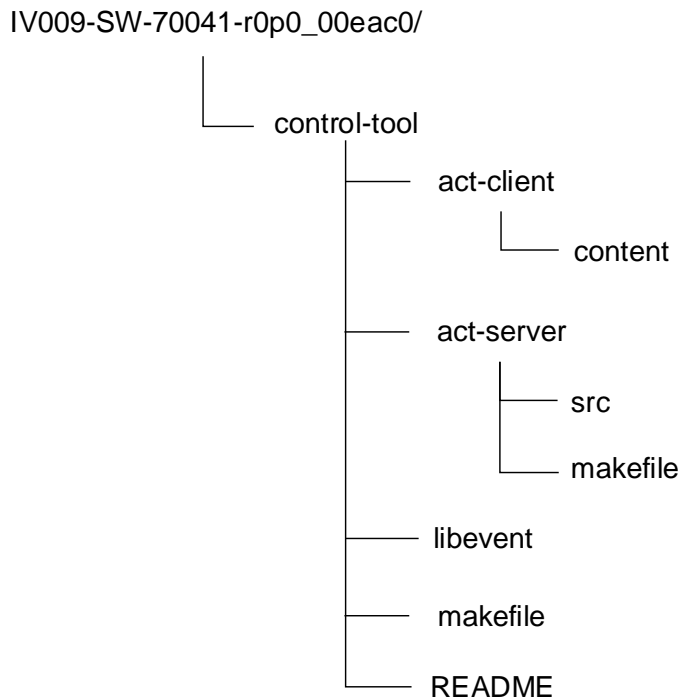 IV009-SW-70041-r0p0_00eac0/
control-tool
act-client
content
act-server
src
makefile
libevent
makefile
README